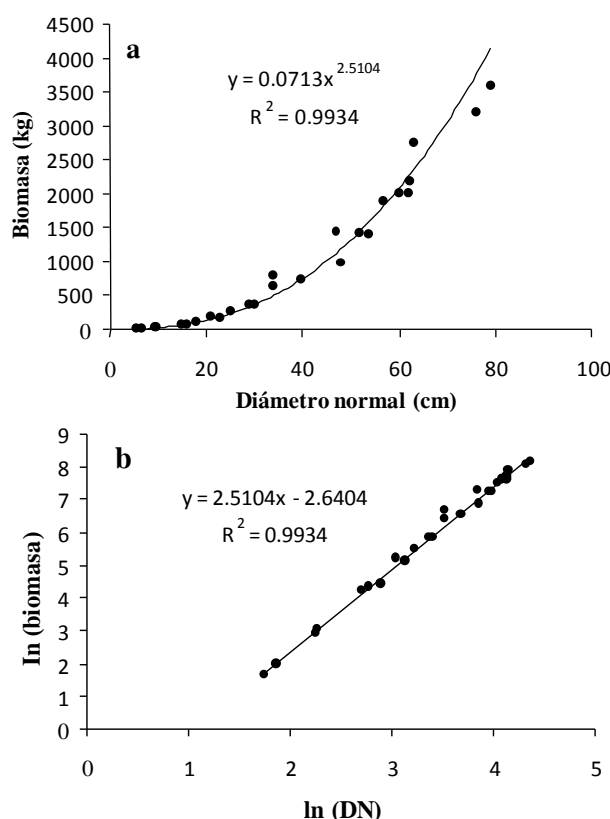 a
y = 0.0713x^2.5104
R^2 = 0.9934
Biomasa (kg)
4500
4000
3500
3000
2500
2000
1500
1000
500
0
0 20 40 60 80 100
Diámetro normal (cm)
b
y = 2.5104x - 2.6404
R^2 = 0.9934
In (biomasa)
9
8
7
6
5
4
3
2
1
0
0 1 2 3 4 5
ln (DN)